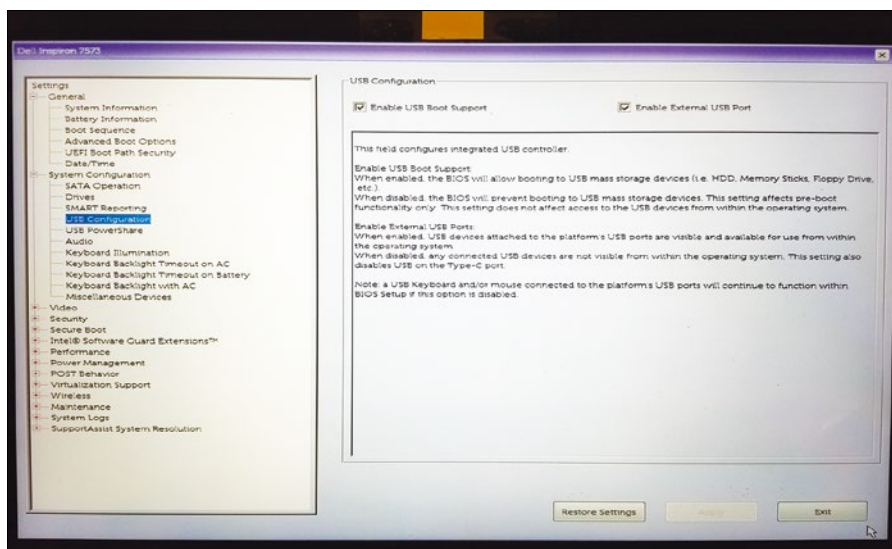 Dell Inspiron 7573
Settings
General
System Information
Battery Information
Boot Sequence
Advanced Boot Options
UEFI Boot Path Security
Date/Time
System Configuration
SATA Operation
Drives
SMART Reporting
USB Configuration
USB PowerShare
Audio
Keyboard Illumination
Keyboard Backlight Timeout on AC
Keyboard Backlight Timeout on Battery
Keyboard Backlight with AC
Miscellaneous Devices
Video
Security
Secure Boot
Intel® Software Guard Extensions™
Performance
Power Management
POST Behavior
Virtualization Support
Wireless
Maintenance
System Logs
SupportAssist System Resolution
USB Configuration
Enable USB Boot Support
Enable External USB Port
This field configures integrated USB controller.
Enable USB Boot Support:
When enabled, the BIOS will allow booting to USB mass storage devices (i.e. HDD, Memory Sticks, Floppy Drive,
etc.).
When disabled, the BIOS will prevent booting to USB mass storage devices. This setting affects pre-boot
functionality only. This setting does not affect access to the USB devices from within the operating system.
Enable External USB Ports:
When enabled, USB devices attached to the platform's USB ports are visible and available for use from within
the operating system.
When disabled, any connected USB devices are not visible from within the operating system. This setting also
disables USB on the Type-C port.
Note: a USB Keyboard and/or mouse connected to the platform's USB ports will continue to function within
BIOS Setup if this option is disabled.
Restore Settings
Apply
Exit